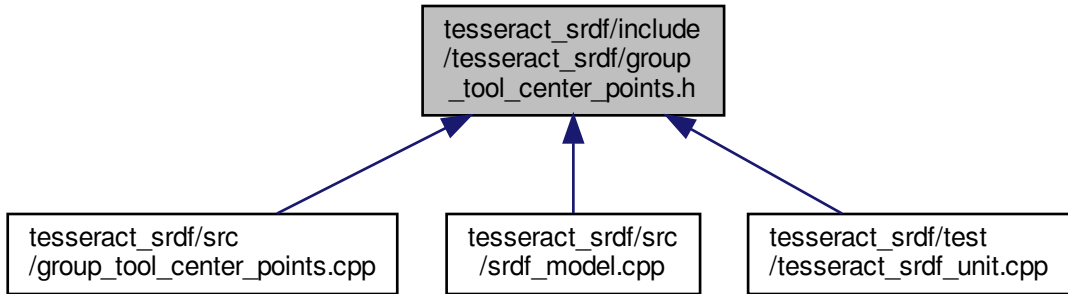 tesseract_srdf/include
/tesseract_srdf/group
_tool_center_points.h
tesseract_srdf/src
/group_tool_center_points.cpp
tesseract_srdf/src
/srdf_model.cpp
tesseract_srdf/test
/tesseract_srdf_unit.cpp